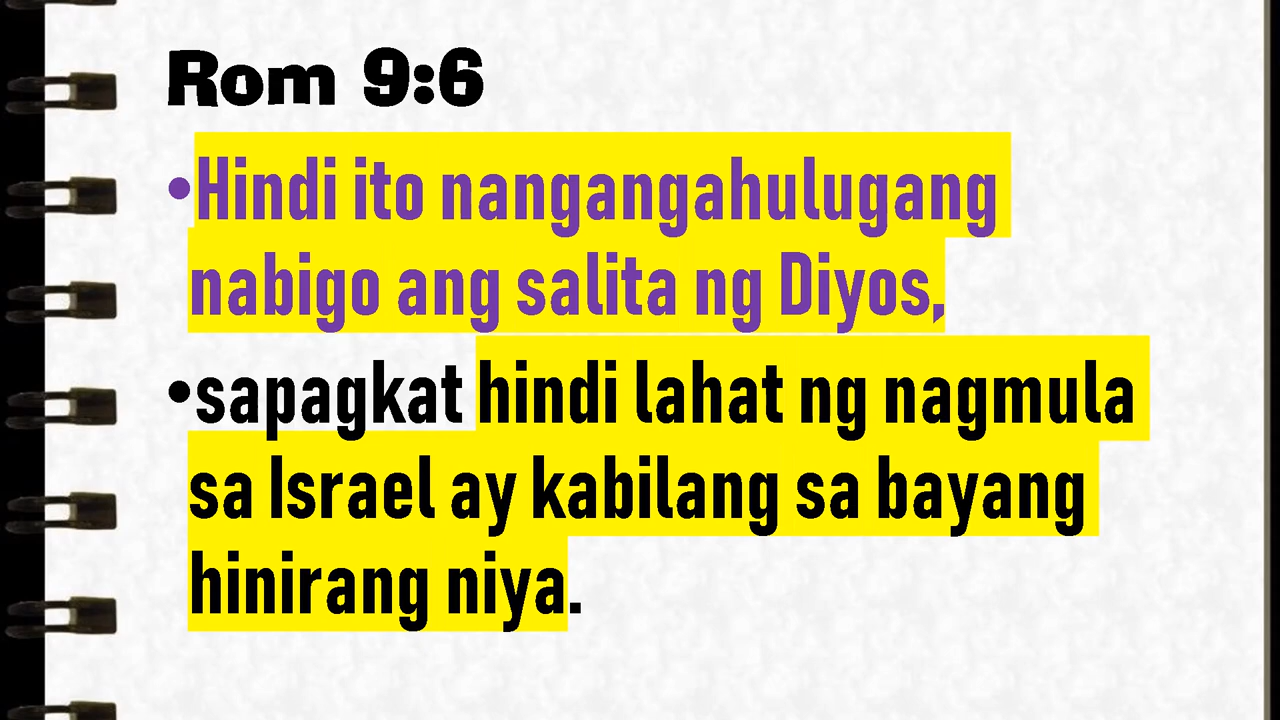 Rom 9:6
•Hindi ito nangangahulugang
nabigo ang salita ng Diyos,
•sapagkat hindi lahat ng nagmula
sa Israel ay kabilang sa bayang
hinirang niya.